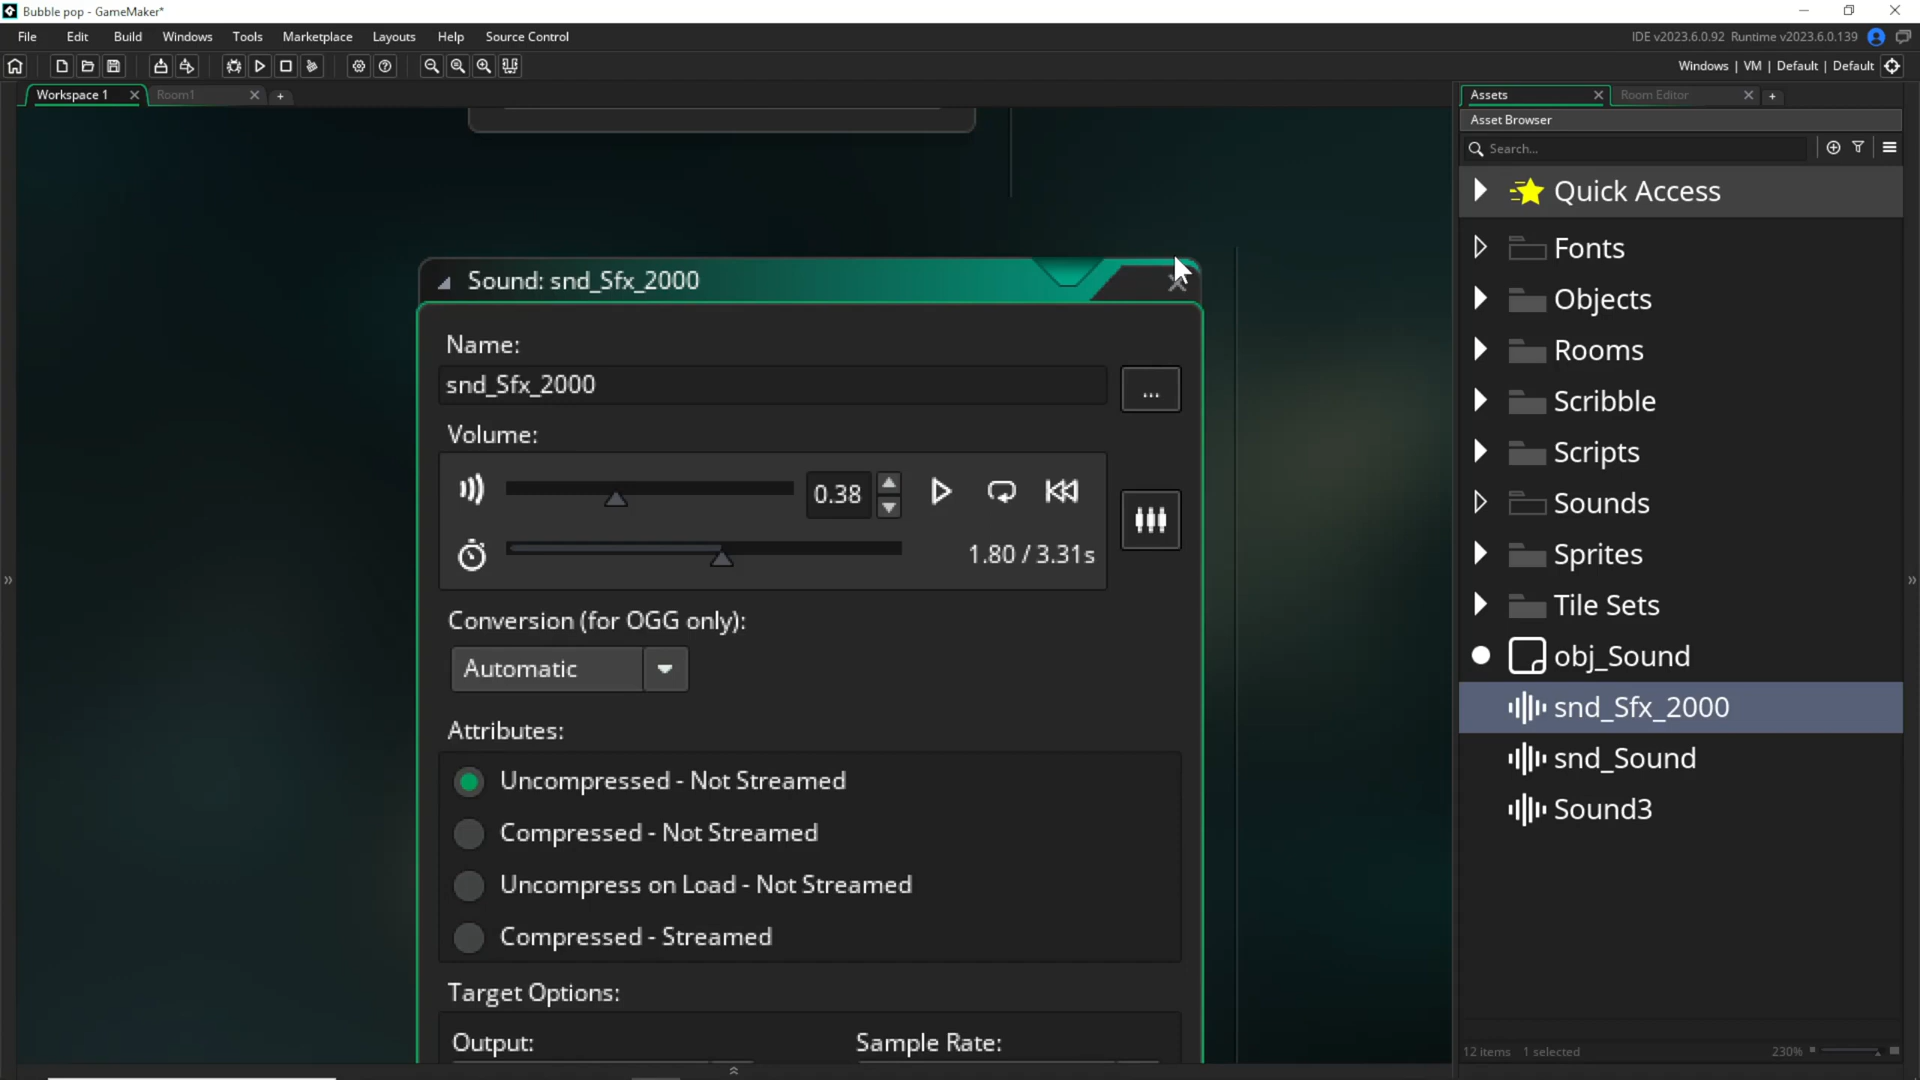 Bubble pop - GameMaker*
File Edit Build Windows Tools Marketplace Layouts Help Source Control
IDE v2023.6.0.92 Runtime v2023.6.0.139
Windows | VM | Default | Default
Workspace 1
Room1
Assets
Room Editor
Asset Browser
Search...
Quick Access
Fonts
Objects
Rooms
Scribble
Scripts
Sounds
Sprites
Tile Sets
obj_Sound
snd_Sfx_2000
snd_Sound
Sound3
12 items 1 selected
230%
Sound: snd_Sfx_2000
Name:
snd_Sfx_2000
...
Volume:
0.38
1.80 / 3.31s
Conversion (for OGG only):
Automatic
Attributes:
Uncompressed - Not Streamed
Compressed - Not Streamed
Uncompress on Load - Not Streamed
Compressed - Streamed
Target Options:
Output: Sample Rate: